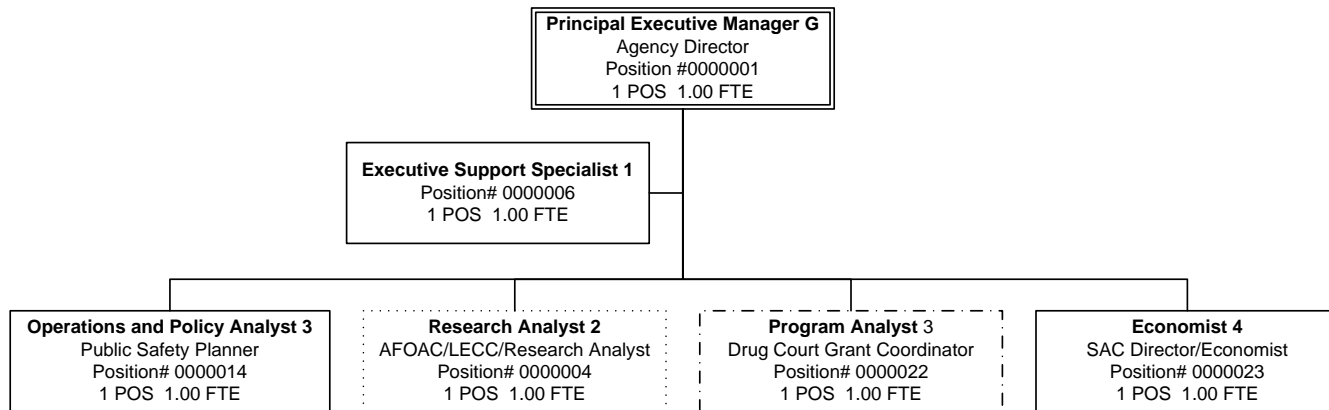 Principal Executive Manager G
Agency Director
Position #0000001
1 POS  1.00 FTE
Executive Support Specialist 1
Position# 0000006
1 POS  1.00 FTE
Operations and Policy Analyst 3
Public Safety Planner
Position# 0000014
1 POS  1.00 FTE
Research Analyst 2
AFOAC/LECC/Research Analyst
Position# 0000004
1 POS  1.00 FTE
Program Analyst 3
Drug Court Grant Coordinator
Position# 0000022
1 POS  1.00 FTE
Economist 4
SAC Director/Economist
Position# 0000023
1 POS  1.00 FTE